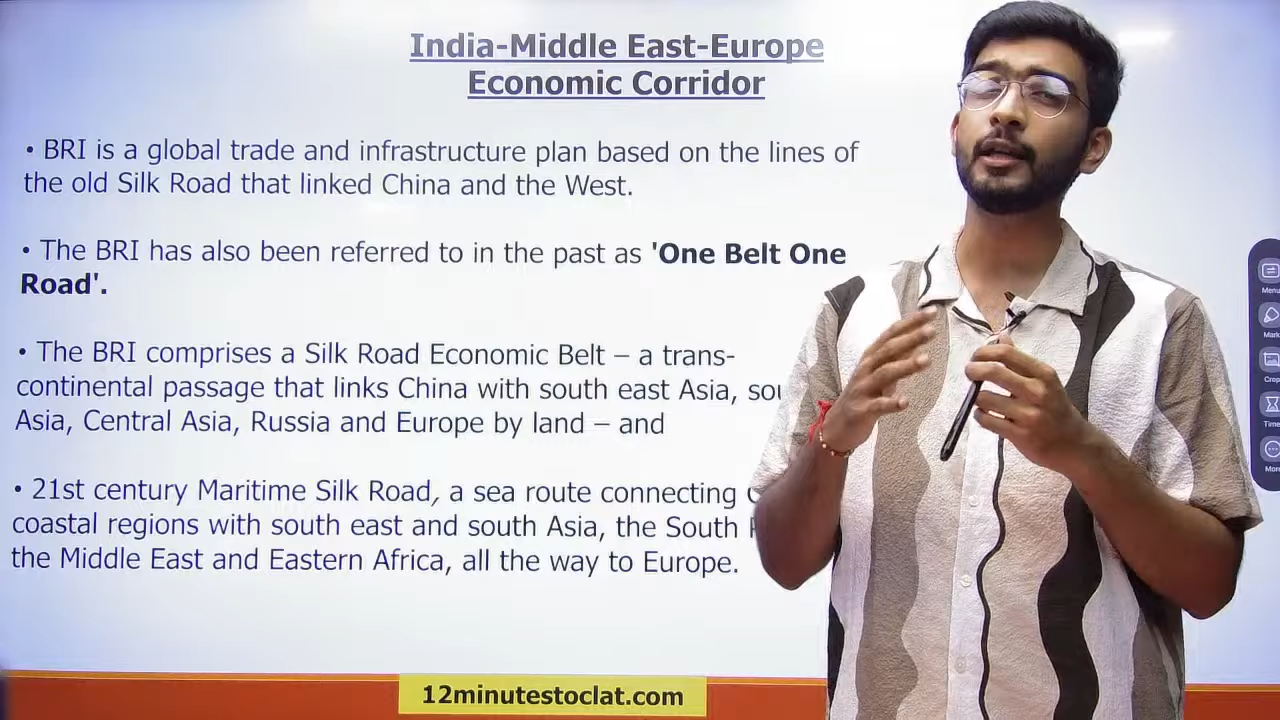 India-Middle East-Europe
Economic Corridor
• BRI is a global trade and infrastructure plan based on the lines of
the old Silk Road that linked China and the West.
• The BRI has also been referred to in the past as 'One Belt One
Road'.
• The BRI comprises a Silk Road Economic Belt – a trans-
continental passage that links China with south east Asia,
Asia, Central Asia, Russia and Europe by land – and
• 21st century Maritime Silk Road, a sea route connecting
coastal regions with south east and south Asia, the South
the Middle East and Eastern Africa, all the way to Europe.
12minutestoclat.com
Menu
Mark
Crop
Time
More